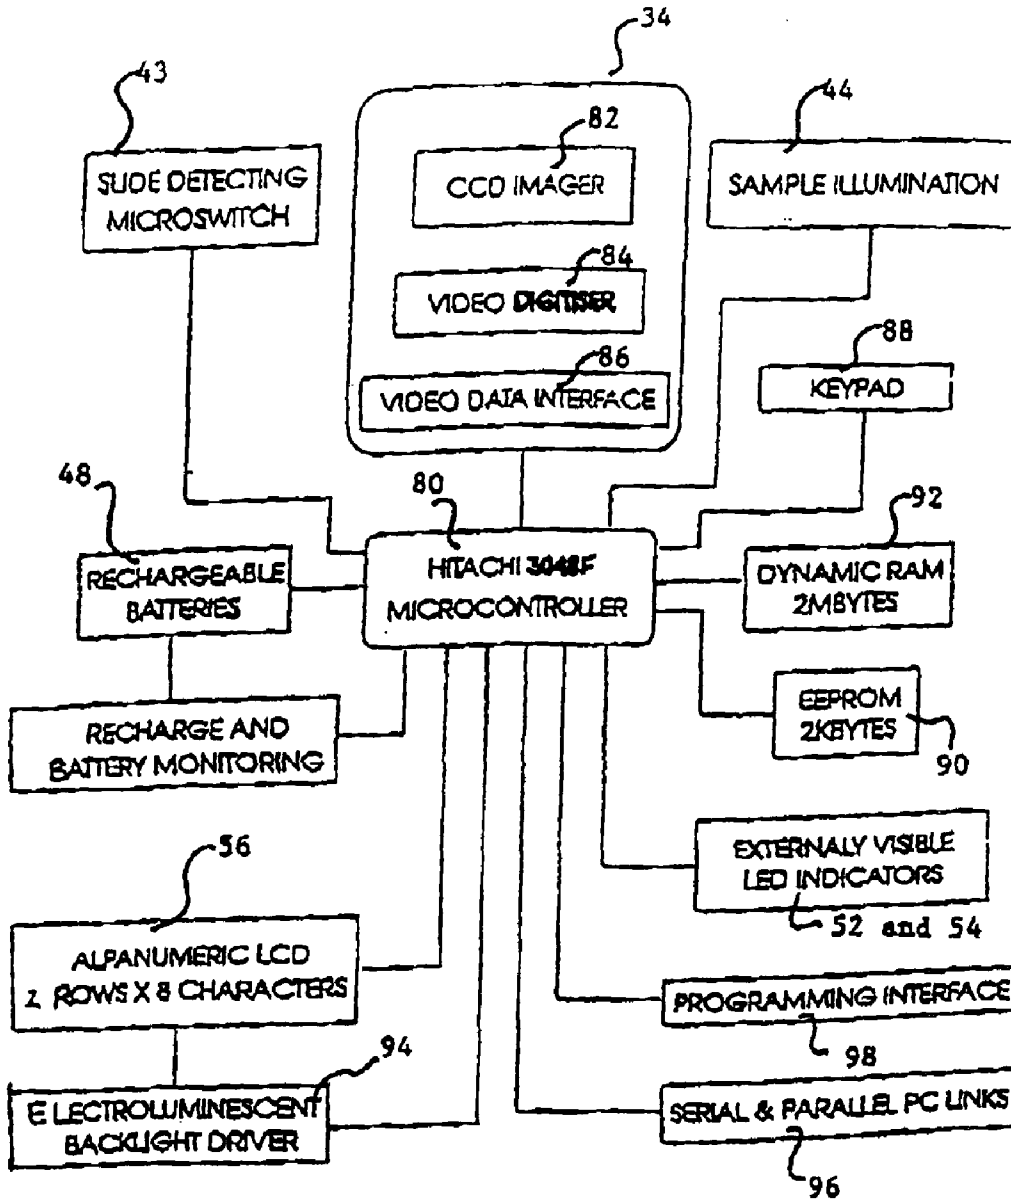 34
43
SLIDE DETECTING
MICROSWITCH
82
CCD IMAGER
44
SAMPLE ILLUMINATION
84
VIDEO DIGITISER
86
VIDEO DATA INTERFACE
88
KEYPAD
48
RECHARGEABLE
BATTERIES
80
HITACHI 3048F
MICROCONTROLLER
92
DYNAMIC RAM
2MBYTES
RECHARGE AND
BATTERY MONITORING
EEPROM
2KBYTES
90
EXTERNALY VISIBLE
LED INDICATORS
52 and 54
56
ALPANUMERIC LCD
2 ROWS X 8 CHARACTERS
PROGRAMMING INTERFACE
98
94
ELECTROLUMINESCENT
BACKLIGHT DRIVER
SERIAL & PARALLEL PC LINKS
96